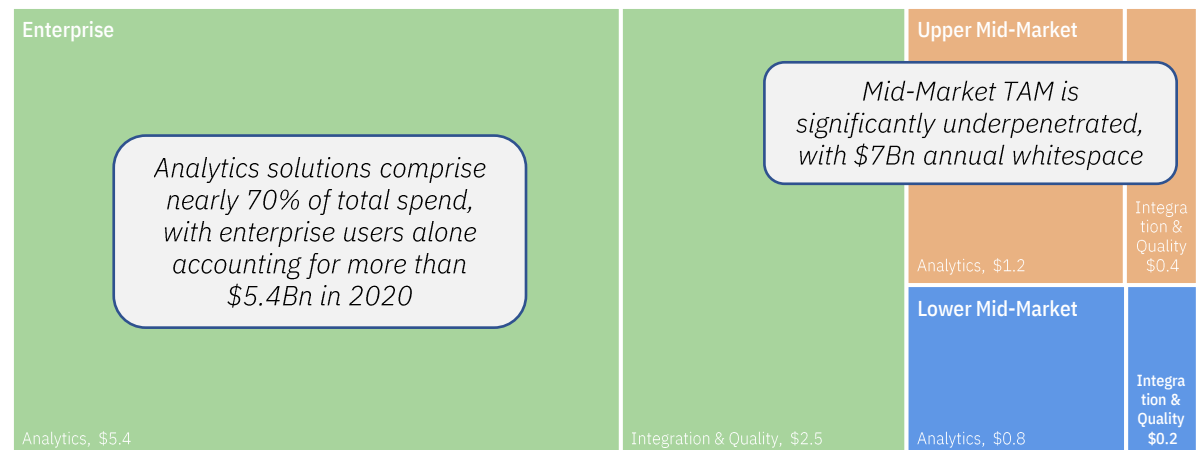 Enterprise
Analytics solutions comprise
nearly 70% of total spend,
with enterprise users alone
accounting for more than
$5.4Bn in 2020
Analytics, $5.4
Integration & Quality, $2.5
Upper Mid-Market
Mid-Market TAM is
significantly underpenetrated,
with $7Bn annual whitespace
Analytics, $1.2
Integra
tion &
Quality
$0.4
Lower Mid-Market
Analytics, $0.8
Integra
tion &
Quality
$0.2